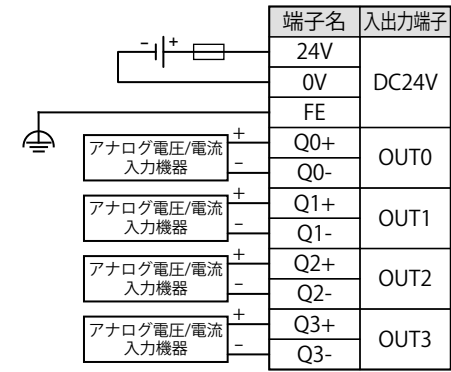 端子名 入出力端子
- + 24V
0V DC24V
FE
アナログ電圧/電流
入力機器
+ Q0+
- Q0-
OUT0
アナログ電圧/電流
入力機器
+ Q1+
- Q1-
OUT1
アナログ電圧/電流
入力機器
+ Q2+
- Q2-
OUT2
アナログ電圧/電流
入力機器
+ Q3+
- Q3-
OUT3